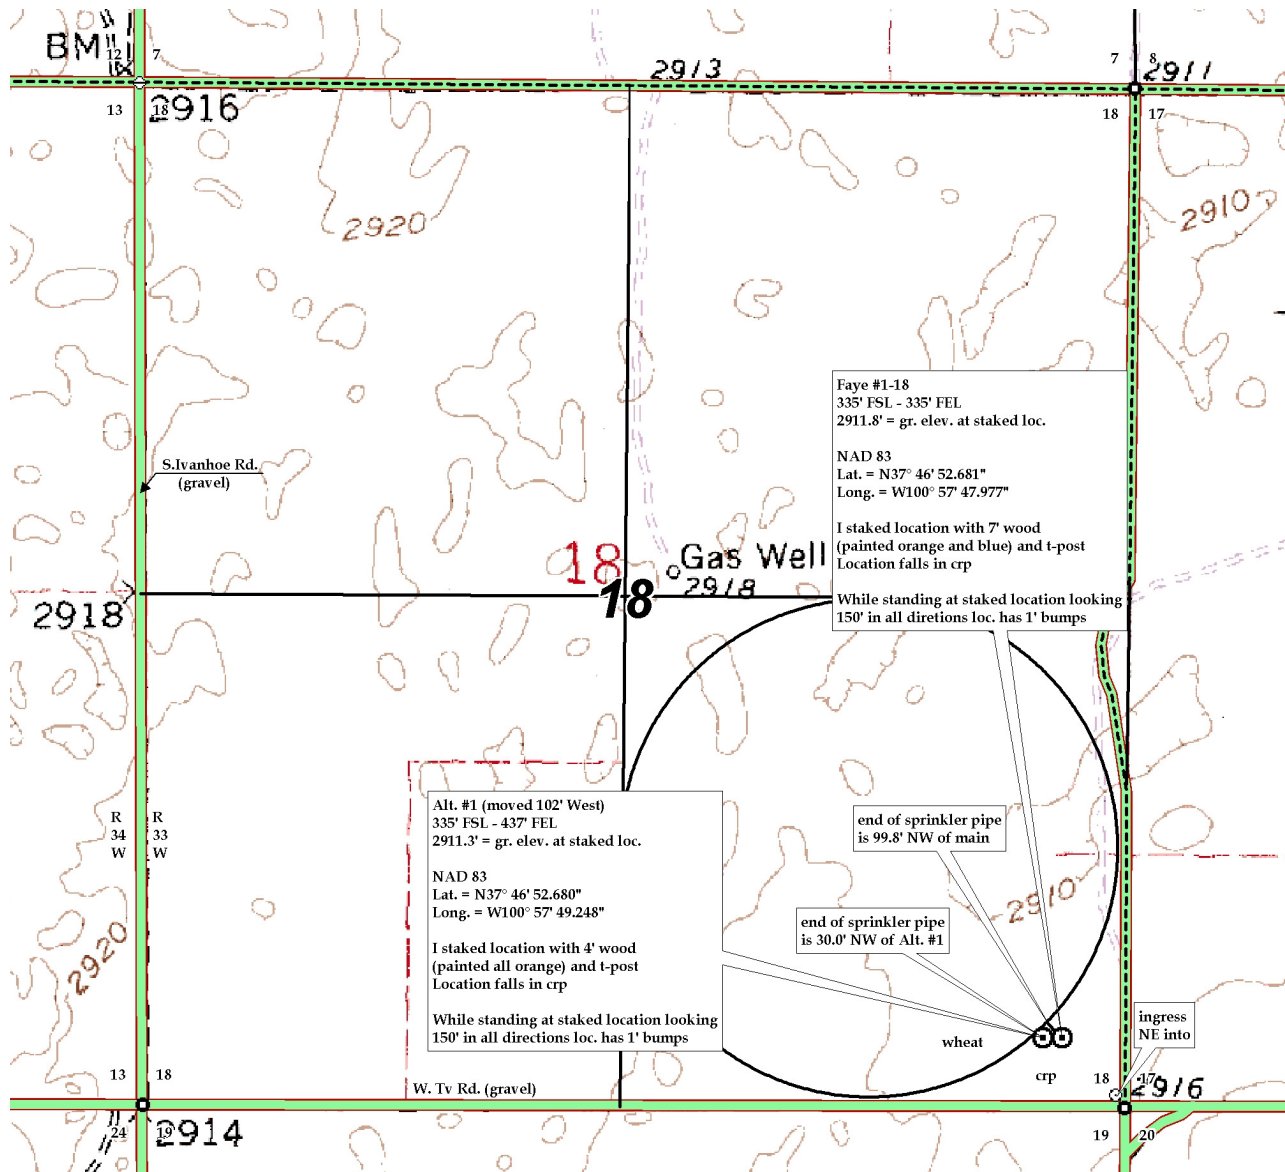 BM
12
7
2913
7
8
2911
13
18
2916
18
17
2920
2910
Faye #1-18
335' FSL - 335' FEL
2911.8' = gr. elev. at staked loc.
NAD 83
Lat. = N37° 46' 52.681"
Long. = W100° 57' 47.977"
I staked location with 7' wood
(painted orange and blue) and t-post
Location falls in crp
While standing at staked location looking
150' in all diretions loc. has 1' bumps
S.Ivanhoe Rd.
(gravel)
18
Gas Well
2918
18
2918
R
34
W
R
33
W
Alt. #1 (moved 102' West)
335' FSL - 437' FEL
2911.3' = gr. elev. at staked loc.
NAD 83
Lat. = N37° 46' 52.680"
Long. = W100° 57' 49.248"
I staked location with 4' wood
(painted all orange) and t-post
Location falls in crp
While standing at staked location looking
150' in all directions loc. has 1' bumps
end of sprinkler pipe
is 99.8' NW of main
2910
end of sprinkler pipe
is 30.0' NW of Alt. #1
2920
ingress
NE into
wheat
crp
13
18
W. Tv Rd. (gravel)
18
17
2916
24
19
2914
19
20